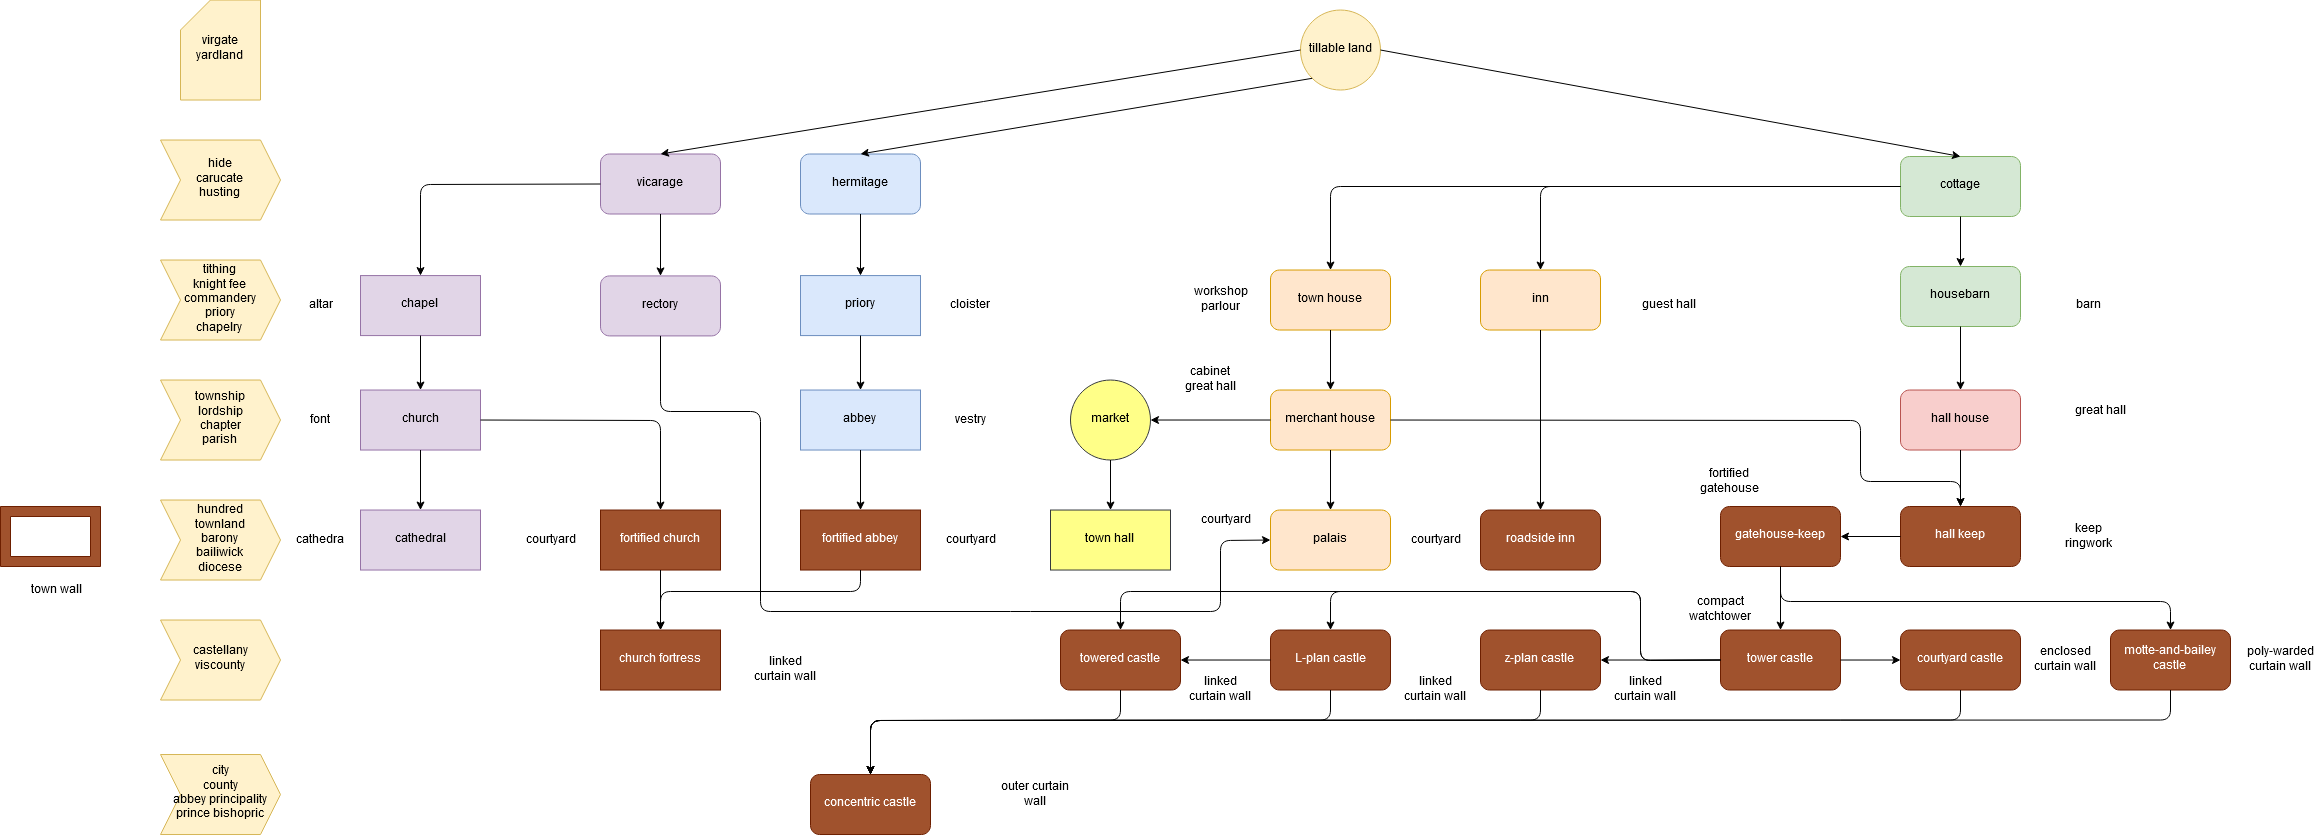 virgate
yardland
tillable land
hide
carucate
husting
vicarage
hermitage
cottage
tithing
knight fee
commandery
priory
chapelry
altar
chapel
rectory
priory
cloister
workshop
parlour
town house
inn
guest hall
housebarn
barn
township
lordship
chapter
parish
font
church
abbey
vestry
cabinet
great hall
market
merchant house
hall house
great hall
town wall
hundred
townland
barony
bailiwick
diocese
cathedra
cathedral
courtyard
fortified church
fortified abbey
courtyard
town hall
courtyard
palais
courtyard
roadside inn
fortified
gatehouse
gatehouse-keep
hall keep
keep
ringwork
castellany
viscounty
church fortress
linked
curtain wall
towered castle
linked
curtain wall
L-plan castle
linked
curtain wall
z-plan castle
linked
curtain wall
compact
watchtower
tower castle
courtyard castle
enclosed
curtain wall
motte-and-bailey
castle
poly-warded
curtain wall
city
county
abbey principality
prince bishopric
concentric castle
outer curtain
wall